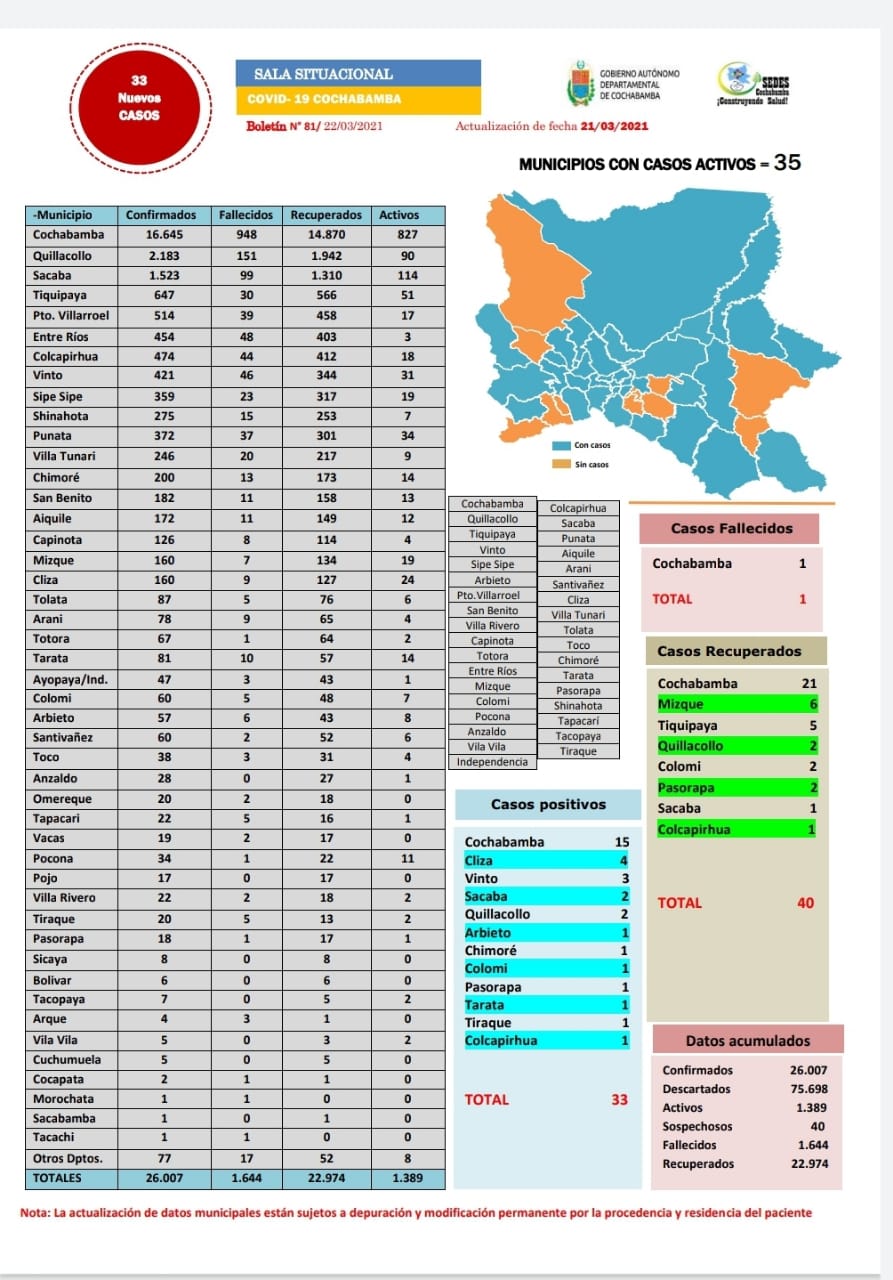 33
Nuevos
CASOS
SALA SITUACIONAL
COVID- 19 COCHABAMBA
Boletín N° 81/ 22/03/2021
Actualización de fecha 21/03/2021
GOBIERNO AUTÓNOMO
DEPARTAMENTAL
DE COCHABAMBA
SEDES
Cochabamba
¡Construyendo Salud!
MUNICIPIOS CON CASOS ACTIVOS = 35
-Municipio Confirmados Fallecidos Recuperados Activos
Cochabamba 16.645 948 14.870 827
Quillacollo 2.183 151 1.942 90
Sacaba 1.523 99 1.310 114
Tiquipaya 647 30 566 51
Pto. Villarroel 514 39 458 17
Entre Ríos 454 48 403 3
Colcapirhua 474 44 412 18
Vinto 421 46 344 31
Sipe Sipe 359 23 317 19
Shinahota 275 15 253 7
Punata 372 37 301 34
Villa Tunari 246 20 217 9
Chimoré 200 13 173 14
San Benito 182 11 158 13
Aiquile 172 11 149 12
Capinota 126 8 114 4
Mizque 160 7 134 19
Cliza 160 9 127 24
Tolata 87 5 76 6
Arani 78 9 65 4
Totora 67 1 64 2
Tarata 81 10 57 14
Ayopaya/Ind. 47 3 43 1
Colomi 60 5 48 7
Arbieto 57 6 43 8
Santivañez 60 2 52 6
Toco 38 3 31 4
Anzaldo 28 0 27 1
Omereque 20 2 18 0
Tapacari 22 5 16 1
Vacas 19 2 17 0
Pocona 34 1 22 11
Pojo 17 0 17 0
Villa Rivero 22 2 18 2
Tiraque 20 5 13 2
Pasorapa 18 1 17 1
Sicaya 8 0 8 0
Bolivar 6 0 6 0
Tacopaya 7 0 5 2
Arque 4 3 1 0
Vila Vila 5 0 3 2
Cuchumuela 5 0 5 0
Cocapata 2 1 1 0
Morochata 1 1 0 0
Sacabamba 1 0 1 0
Tacachi 1 1 0 0
Otros Dptos. 77 17 52 8
TOTALES 26.007 1.644 22.974 1.389
Con casos
Sin casos
Cochabamba
Quillacollo
Tiquipaya
Vinto
Sipe Sipe
Arbieto
Pto.Villarroel
San Benito
Villa Rivero
Capinota
Totora
Entre Ríos
Mizque
Colomi
Pocona
Anzaldo
Vila Vila
Independencia
Colcapirhua
Sacaba
Punata
Aiquile
Arani
Santivañez
Cliza
Villa Tunari
Tolata
Toco
Chimoré
Tarata
Pasorapa
Shinahota
Tapacarí
Tacopaya
Tiraque
Casos Fallecidos
Cochabamba 1
TOTAL 1
Casos Recuperados
Cochabamba 21
Mizque 6
Tiquipaya 5
Quillacollo 2
Colomi 2
Pasorapa 2
Sacaba 1
Colcapirhua 1
TOTAL 40
Casos positivos
Cochabamba 15
Cliza 4
Vinto 3
Sacaba 2
Quillacollo 2
Arbieto 1
Chimoré 1
Colomi 1
Pasorapa 1
Tarata 1
Tiraque 1
Colcapirhua 1
TOTAL 33
Datos acumulados
Confirmados 26.007
Descartados 75.698
Activos 1.389
Sospechosos 40
Fallecidos 1.644
Recuperados 22.974
Nota: La actualización de datos municipales están sujetos a depuración y modificación permanente por la procedencia y residencia del paciente